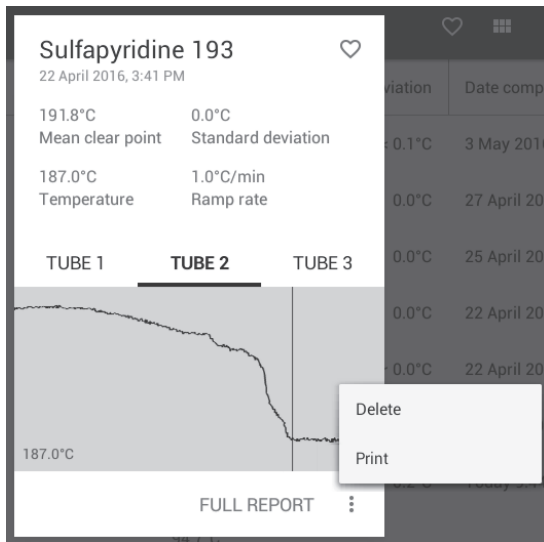 Sulfapyridine 193
22 April 2016, 3:41 PM
191.8°C
0.0°C
Mean clear point
Standard deviation
187.0°C
1.0°C/min
Temperature
Ramp rate
TUBE 1
TUBE 2
TUBE 3
187.0°C
FULL REPORT
Delete
Print
viation
Date comp
0.1°C
3 May 2016
0.0°C
27 April 20
0.0°C
25 April 20
0.0°C
22 April 20
0.0°C
22 April 20